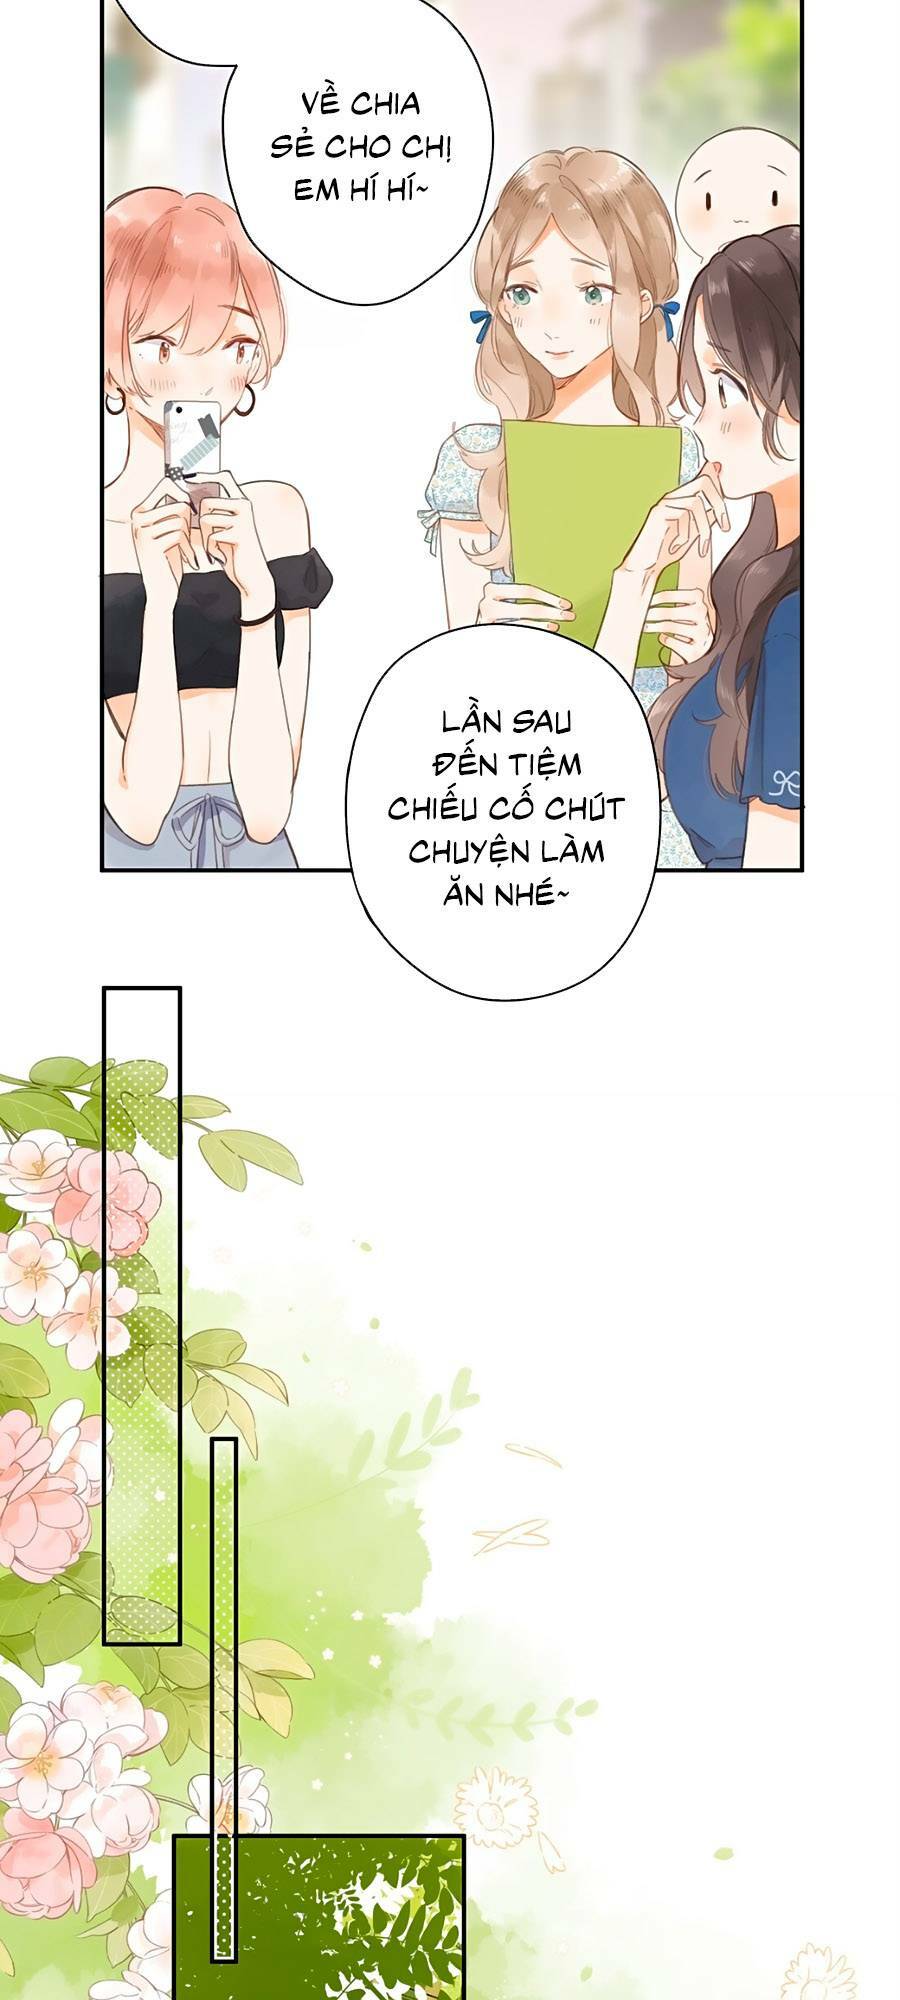 VỀ CHIA
SẺ CHO CHỊ
EM HÍ HÍ~
LẦN SAU
ĐẾN TIỆM
CHIẾU CỐ CHÚT
CHUYỆN LÀM
ĂN NHÉ~